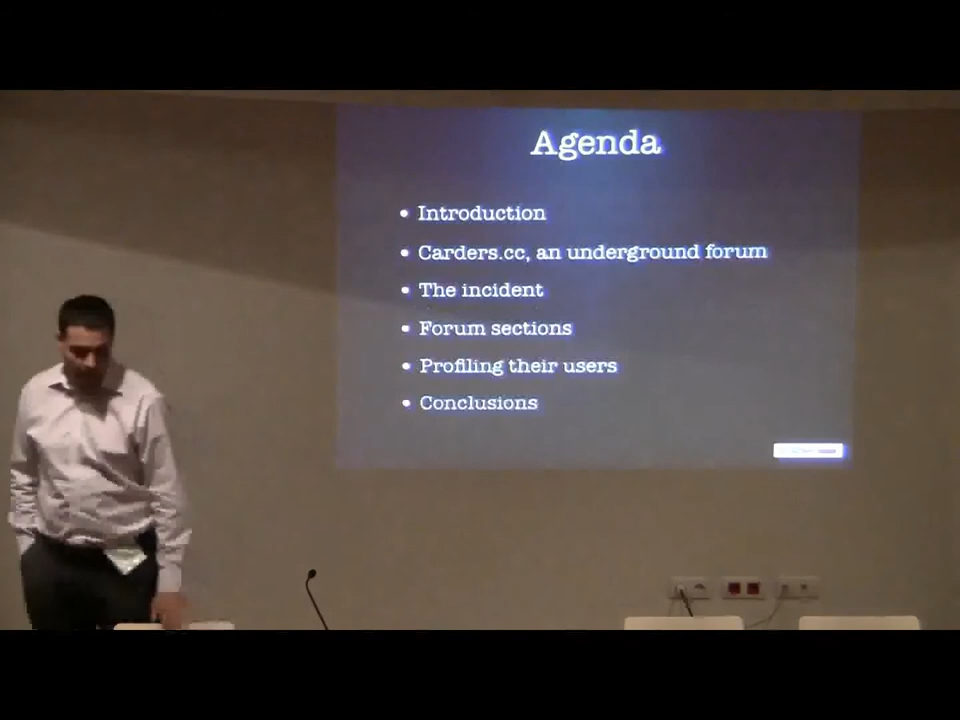 Agenda
• Introduction
• Carders.cc, an underground forum
• The incident
• Forum sections
• Profiling their users
• Conclusions